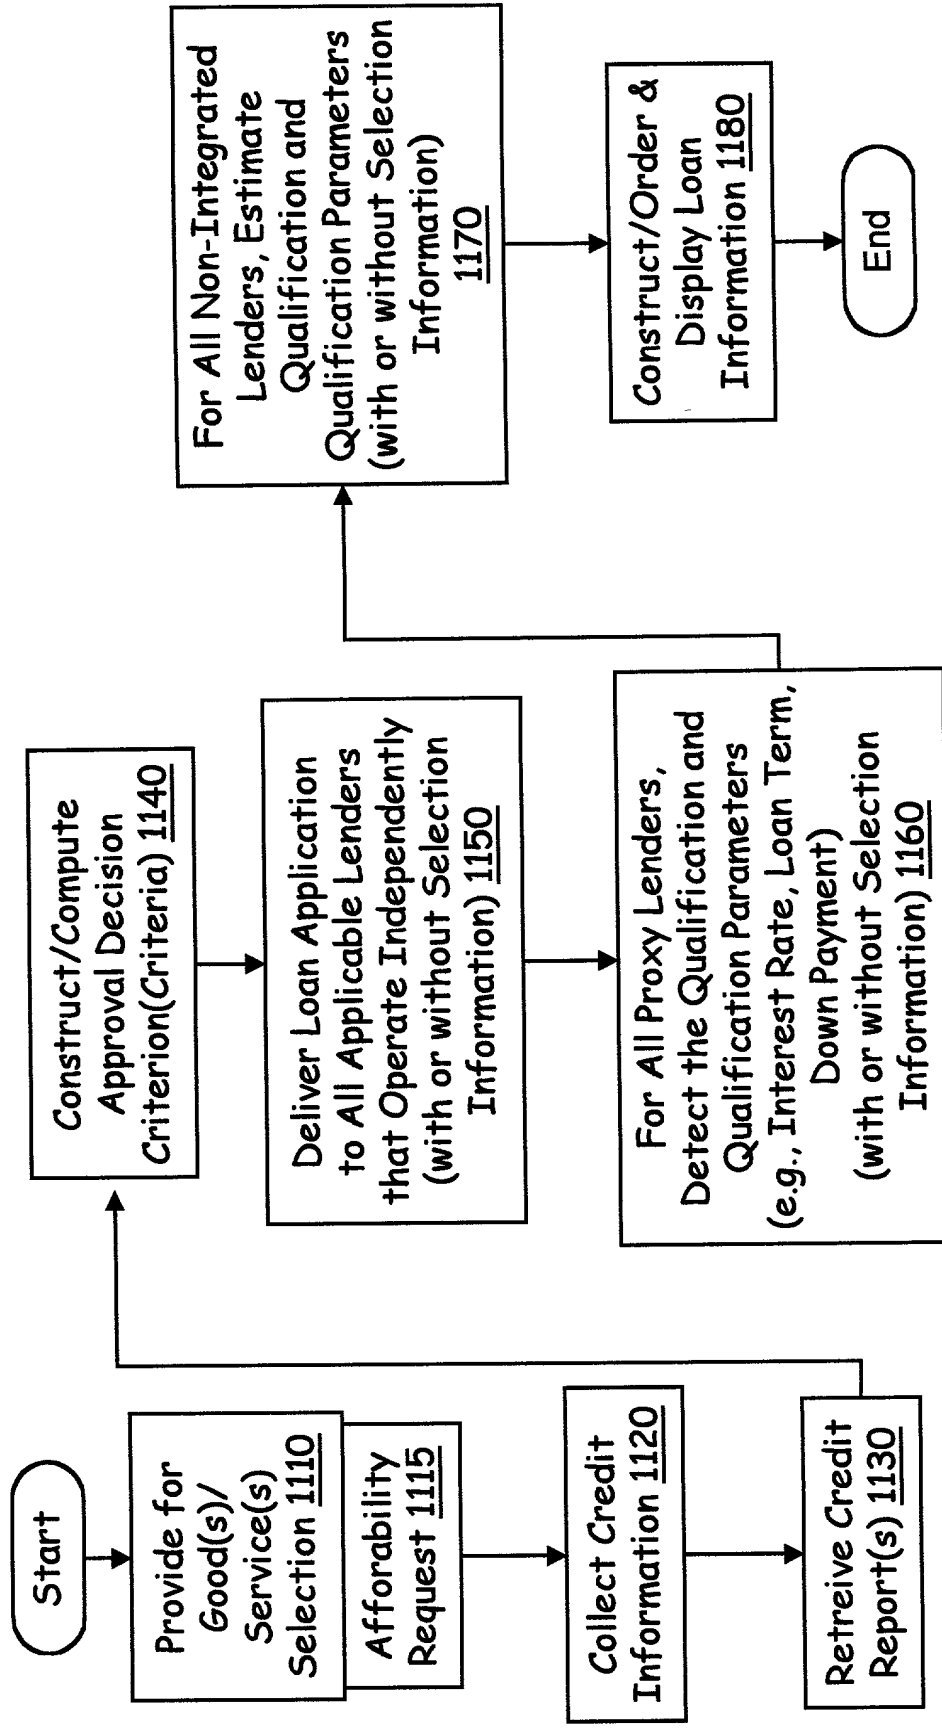 Start
Provide for
Good(s)/
Service(s)
Selection 1110
Afforability
Request 1115
Collect Credit
Information 1120
Retreive Credit
Report(s) 1130
Construct/Compute
Approval Decision
Criterion(Criteria) 1140
Deliver Loan Application
to All Applicable Lenders
that Operate Independently
(with or without Selection
Information) 1150
For All Proxy Lenders,
Detect the Qualification and
Qualification Parameters
(e.g., Interest Rate, Loan Term,
Down Payment)
(with or without Selection
Information) 1160
For All Non-Integrated
Lenders, Estimate
Qualification and
Qualification Parameters
(with or without Selection
Information)
1170
Construct/Order &
Display Loan
Information 1180
End